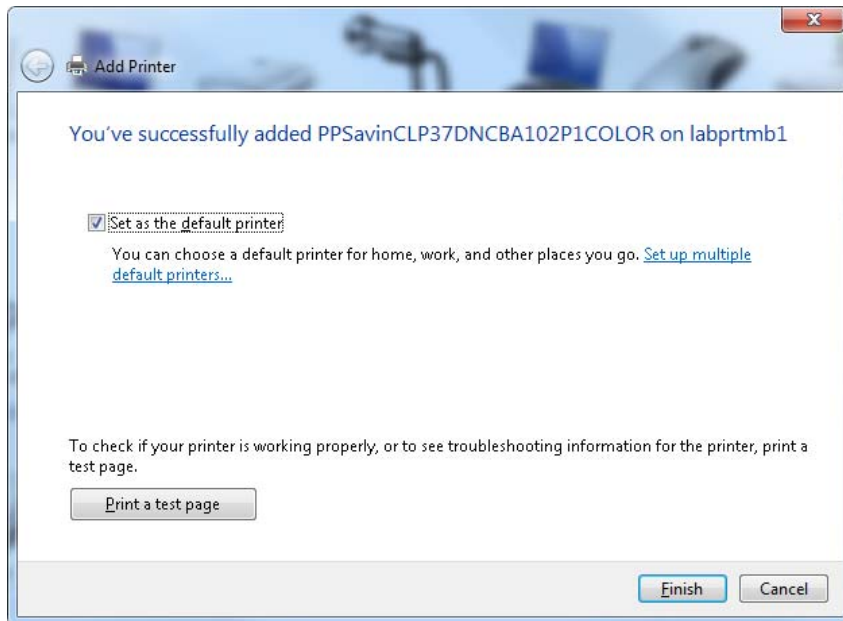 Add Printer
You've successfully added PPSavinCLP37DNCBA102P1COLOR on labprtmb1
Set as the default printer
You can choose a default printer for home, work, and other places you go. Set up multiple
default printers...
To check if your printer is working properly, or to see troubleshooting information for the printer, print a
test page.
Print a test page
Finish Cancel